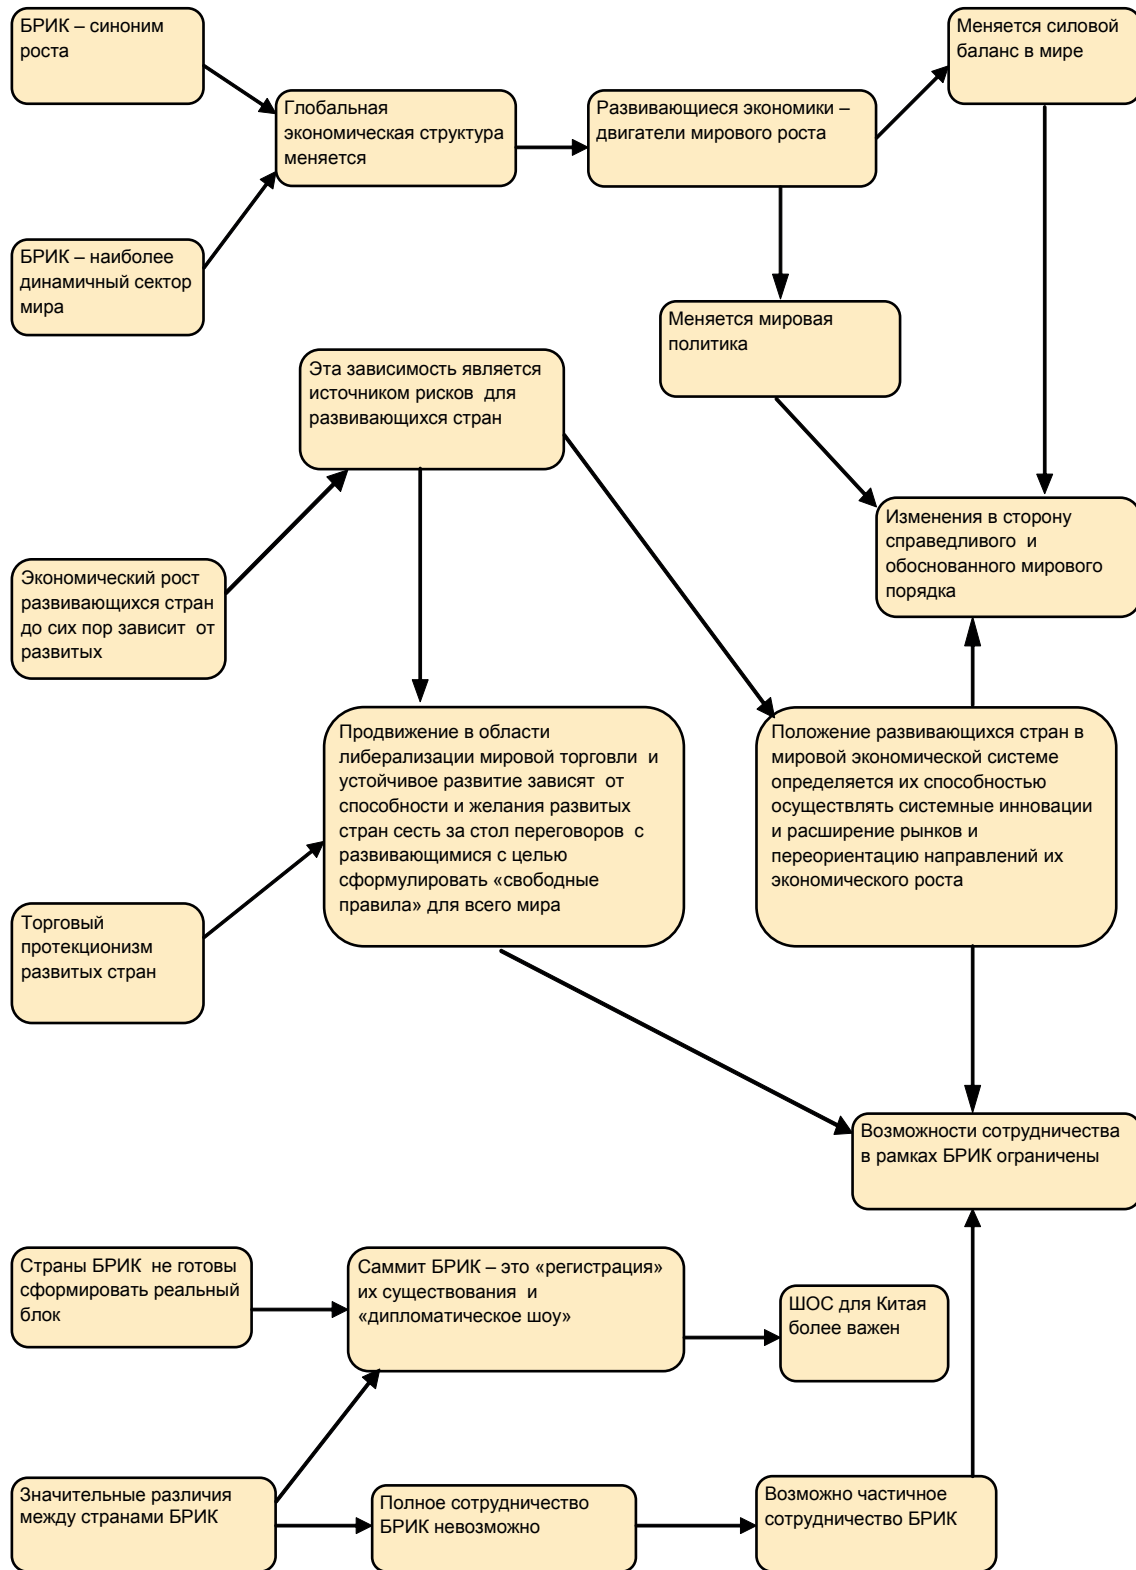 БРИК – синоним
роста
Меняется силовой
баланс в мире
Глобальная
экономическая структура
меняется
Развивающиеся экономики –
двигатели мирового роста
БРИК – наиболее
динамичный сектор
мира
Меняется мировая
политика
Эта зависимость является
источником рисков для
развивающихся стран
Изменения в сторону
справедливого и
обоснованного мирового
порядка
Экономический рост
развивающихся стран
до сих пор зависит от
развитых
Продвижение в области
либерализации мировой торговли и
устойчивое развитие зависят от
способности и желания развитых
стран сесть за стол переговоров с
развивающимися с целью
сформулировать «свободные
правила» для всего мира
Положение развивающихся стран в
мировой экономической системе
определяется их способностью
осуществлять системные инновации
и расширение рынков и
переориентацию направлений их
экономического роста
Торговый
протекционизм
развитых стран
Возможности сотрудничества
в рамках БРИК ограничены
Страны БРИК не готовы
сформировать реальный
блок
Саммит БРИК – это «регистрация»
их существования и
«дипломатическое шоу»
ШОС для Китая
более важен
Значительные различия
между странами БРИК
Полное сотрудничество
БРИК невозможно
Возможно частичное
сотрудничество БРИК